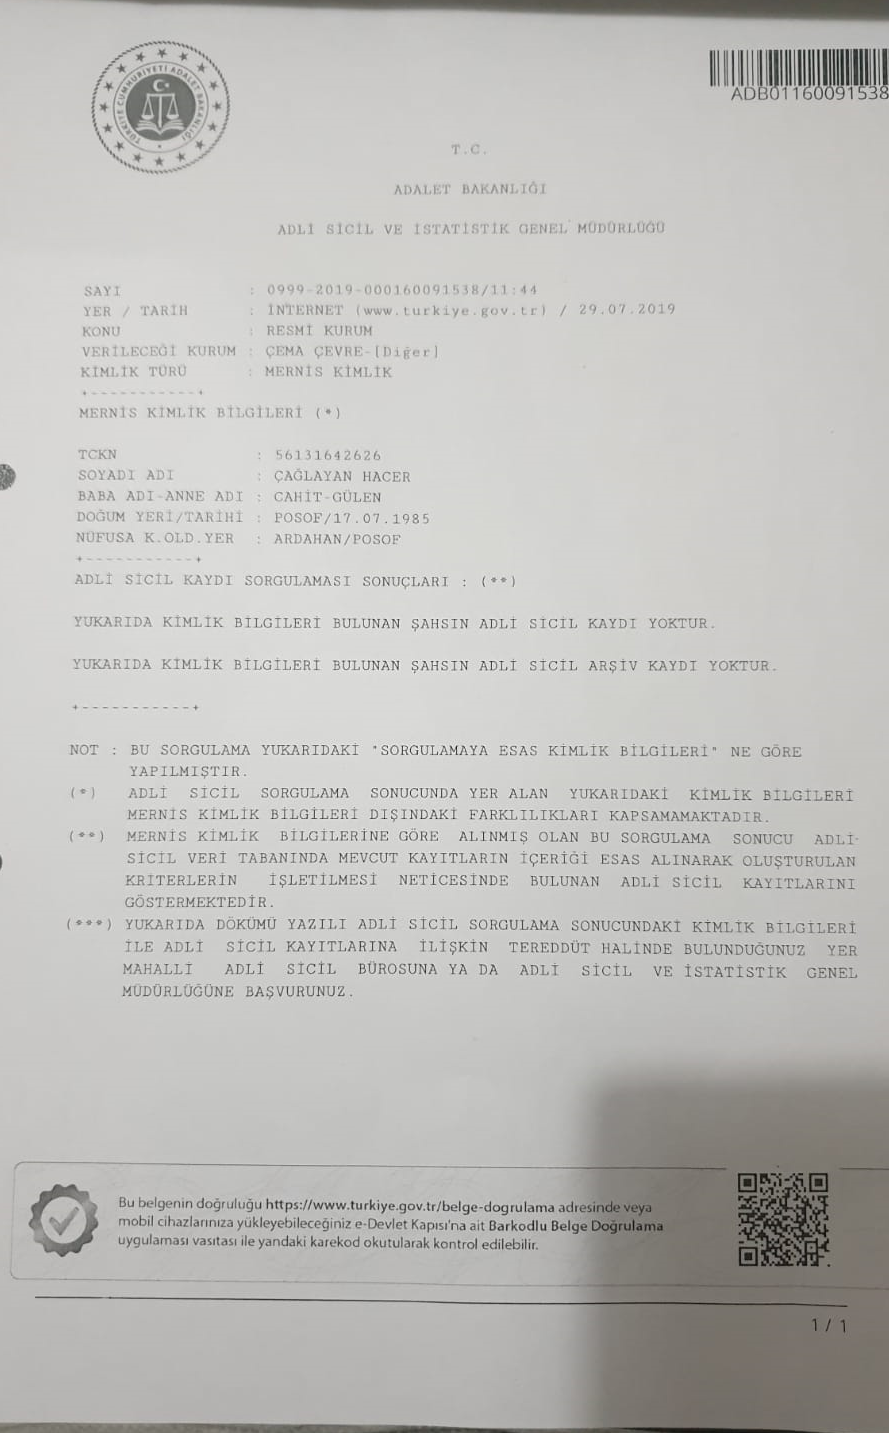 TÜRKİYE CUMHURİYETİ ADALET BAKANLIĞI
ADB01160091538
T.C.
ADALET BAKANLIĞI
ADLİ SİCİL VE İSTATİSTİK GENEL MÜDÜRLÜĞÜ
SAYI : 0999-2019-000160091538/11:44
YER / TARİH : İNTERNET (www.turkiye.gov.tr) / 29.07.2019
KONU : RESMİ KURUM
VERİLECEĞİ KURUM : ÇEMA ÇEVRE-[Diğer]
KİMLİK TÜRÜ : MERNİS KİMLİK
+-----------+
MERNİS KİMLİK BİLGİLERİ (*)
TCKN : 56131642626
SOYADI ADI : ÇAĞLAYAN HACER
BABA ADI-ANNE ADI : CAHİT-GÜLEN
DOĞUM YERİ/TARİHİ : POSOF/17.07.1985
NÜFUSA K.OLD.YER : ARDAHAN/POSOF
+-----------+
ADLİ SİCİL KAYDI SORGULAMASI SONUÇLARI : (**)
YUKARIDA KİMLİK BİLGİLERİ BULUNAN ŞAHSIN ADLİ SİCİL KAYDI YOKTUR.
YUKARIDA KİMLİK BİLGİLERİ BULUNAN ŞAHSIN ADLİ SİCİL ARŞİV KAYDI YOKTUR.
+-----------+
NOT : BU SORGULAMA YUKARIDAKİ "SORGULAMAYA ESAS KİMLİK BİLGİLERİ" NE GÖRE
YAPILMIŞTIR.
(*) ADLİ SİCİL SORGULAMA SONUCUNDA YER ALAN YUKARIDAKİ KİMLİK BİLGİLERİ
MERNİS KİMLİK BİLGİLERİ DIŞINDAKİ FARKLILIKLARI KAPSAMAMAKTADIR.
(**) MERNİS KİMLİK BİLGİLERİNE GÖRE ALINMIŞ OLAN BU SORGULAMA SONUCU ADLİ-
SİCİL VERİ TABANINDA MEVCUT KAYITLARIN İÇERİĞİ ESAS ALINARAK OLUŞTURULAN
KRİTERLERİN İŞLETİLMESİ NETİCESİNDE BULUNAN ADLİ SİCİL KAYITLARINI
GÖSTERMEKTEDİR.
(***) YUKARIDA DÖKÜMÜ YAZILI ADLİ SİCİL SORGULAMA SONUCUNDAKİ KİMLİK BİLGİLERİ
İLE ADLİ SİCİL KAYITLARINA İLİŞKİN TEREDDÜT HALİNDE BULUNDUĞUNUZ YER
MAHALLİ ADLİ SİCİL BÜROSUNA YA DA ADLİ SİCİL VE İSTATİSTİK GENEL
MÜDÜRLÜĞÜNE BAŞVURUNUZ.
Bu belgenin doğruluğu https://www.turkiye.gov.tr/belge-dogrulama adresinde veya
mobil cihazlarınıza yükleyebileceğiniz e-Devlet Kapısı'na ait Barkodlu Belge Doğrulama
uygulaması vasıtası ile yandaki karekod okutularak kontrol edilebilir.
1 / 1